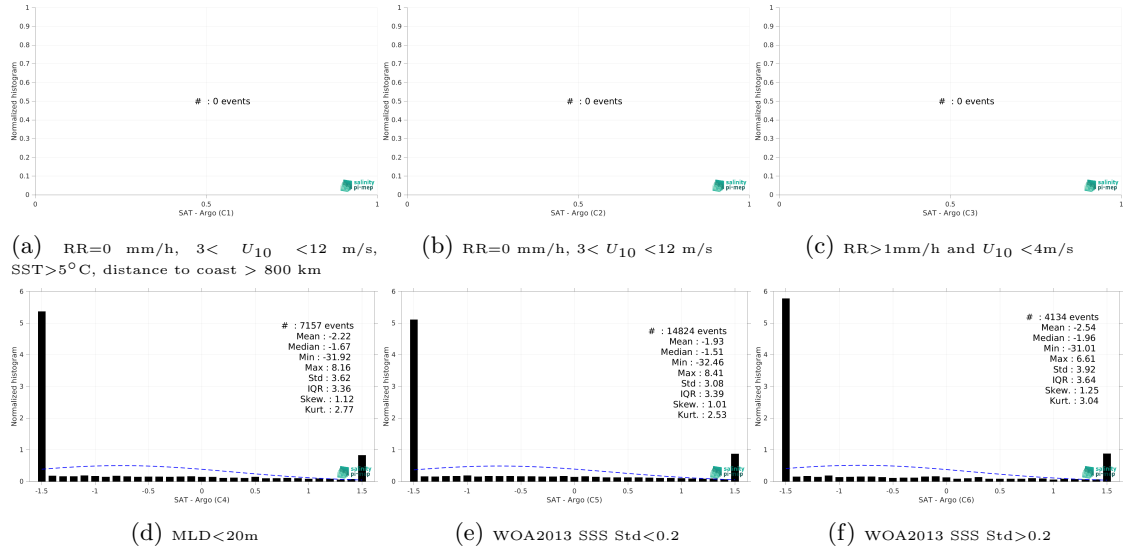 1
0.9
0.8
0.7
0.6
0.5
0.4
0.3
0.2
0.1
0
Normalized histogram
# : 0 events
salinity
pi-mep
0 0.5 1
SAT - Argo (C1)
(a) RR=0 mm/h, 3< U10 <12 m/s,
SST>5°C, distance to coast > 800 km
1
0.9
0.8
0.7
0.6
0.5
0.4
0.3
0.2
0.1
0
Normalized histogram
# : 0 events
salinity
pi-mep
0 0.5 1
SAT - Argo (C2)
(b) RR=0 mm/h, 3< U10 <12 m/s
1
0.9
0.8
0.7
0.6
0.5
0.4
0.3
0.2
0.1
0
Normalized histogram
# : 0 events
salinity
pi-mep
0 0.5 1
SAT - Argo (C3)
(c) RR>1mm/h and U10 <4m/s
6
5
4
3
2
1
0
Normalized histogram
# : 7157 events
Mean : -2.22
Median : -1.67
Min : -31.92
Max : 8.16
Std : 3.62
IQR : 3.36
Skew. : 1.12
Kurt. : 2.77
salinity
pi-mep
-1.5 -1 -0.5 0 0.5 1 1.5
SAT - Argo (C4)
(d) MLD<20m
6
5
4
3
2
1
0
Normalized histogram
# : 14824 events
Mean : -1.93
Median : -1.51
Min : -32.46
Max : 8.41
Std : 3.08
IQR : 3.39
Skew. : 1.01
Kurt. : 2.53
salinity
pi-mep
-1.5 -1 -0.5 0 0.5 1 1.5
SAT - Argo (C5)
(e) WOA2013 SSS Std<0.2
6
5
4
3
2
1
0
Normalized histogram
# : 4134 events
Mean : -2.54
Median : -1.96
Min : -31.01
Max : 6.61
Std : 3.92
IQR : 3.64
Skew. : 1.25
Kurt. : 3.04
salinity
pi-mep
-1.5 -1 -0.5 0 0.5 1 1.5
SAT - Argo (C6)
(f) WOA2013 SSS Std>0.2